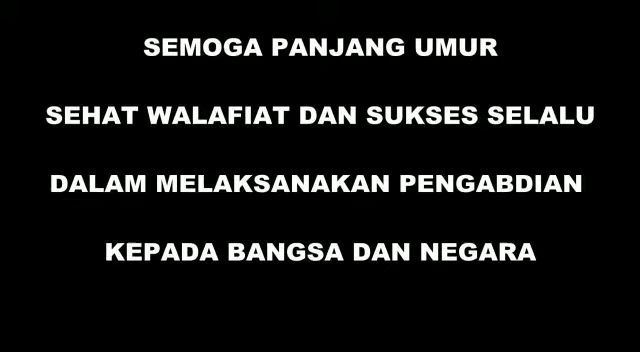 SEMOGA PANJANG UMUR
SEHAT WALAFIAT DAN SUKSES SELALU
DALAM MELAKSANAKAN PENGABDIAN
KEPADA BANGSA DAN NEGARA